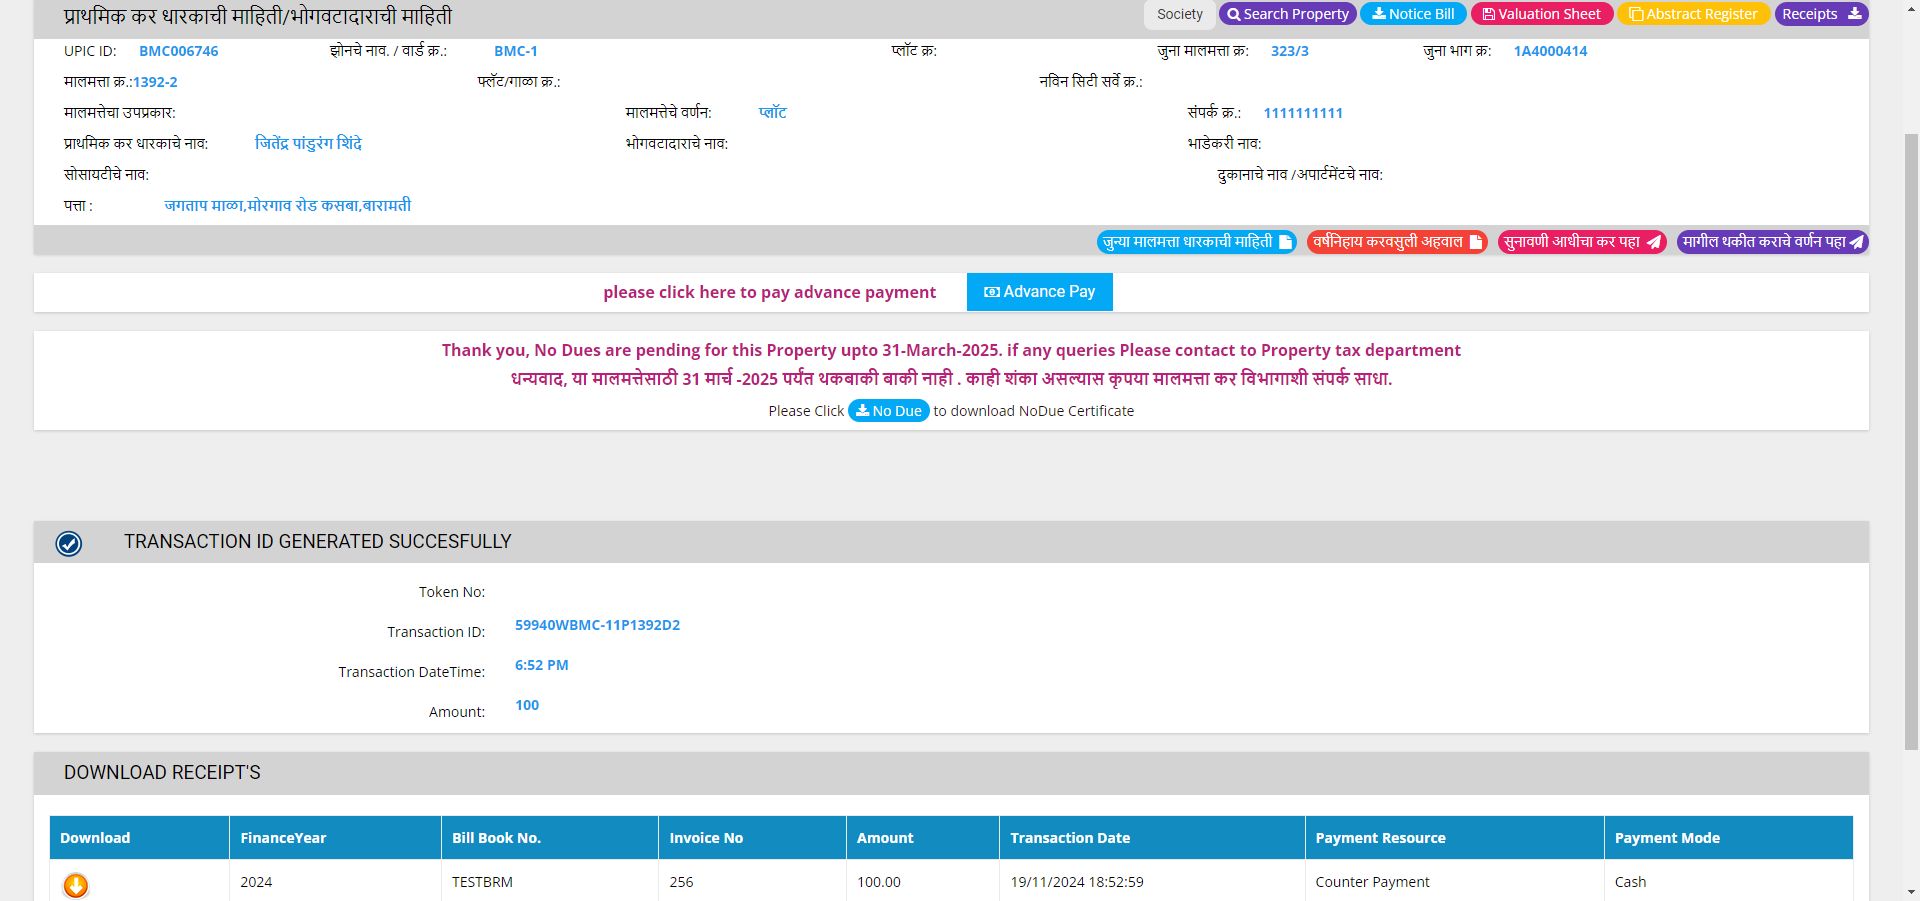 प्राथमिक कर धारकाची माहिती/भोगवटादाराची माहिती Society Search Property Notice Bill Valuation Sheet Abstract Register Receipts
UPIC ID: BMC006746 झोनचे नाव. / वार्ड क्र.: BMC-1 प्लॉट क्र: जुना मालमत्ता क्र: 323/3 जुना भाग क्र: 1A4000414
मालमत्ता क्र.:1392-2 फ्लॅट/गाळा क्र.: नविन सिटी सर्वे क्र.:
मालमत्तेचा उपप्रकार: मालमत्तेचे वर्णन: प्लॉट संपर्क क्र.: 1111111111
प्राथमिक कर धारकाचे नाव: जितेंद्र पांडुरंग शिंदे भोगवटादाराचे नाव: भाडेकरी नाव:
सोसायटीचे नाव: दुकानाचे नाव /अपार्टमेंटचे नाव:
पत्ता : जगताप माळा,मोरगाव रोड कसबा,बारामती
जुन्या मालमत्ता धारकाची माहिती वर्षनिहाय करवसुली अहवाल सुनावणी आधीचा कर पहा मागील थकीत कराचे वर्णन पहा
please click here to pay advance payment Advance Pay
Thank you, No Dues are pending for this Property upto 31-March-2025. if any queries Please contact to Property tax department
धन्यवाद, या मालमत्तेसाठी 31 मार्च -2025 पर्यंत थकबाकी बाकी नाही . काही शंका असल्यास कृपया मालमत्ता कर विभागाशी संपर्क साधा.
Please Click No Due to download NoDue Certificate
TRANSACTION ID GENERATED SUCCESFULLY
Token No:
Transaction ID: 59940WBMC-11P1392D2
Transaction DateTime: 6:52 PM
Amount: 100
DOWNLOAD RECEIPT'S
Download FinanceYear Bill Book No. Invoice No Amount Transaction Date Payment Resource Payment Mode
2024 TESTBRM 256 100.00 19/11/2024 18:52:59 Counter Payment Cash